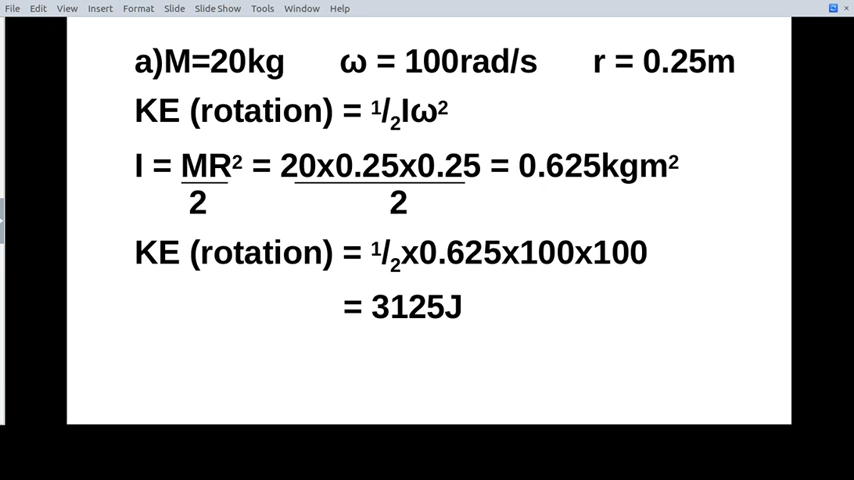 File Edit View Insert Format Slide Slide Show Tools Window Help
a)M=20kg ω = 100rad/s r = 0.25m
KE (rotation) = ¹/₂Iω²
I = MR² = 20x0.25x0.25 = 0.625kgm²
2 2
KE (rotation) = ¹/₂x0.625x100x100
= 3125J